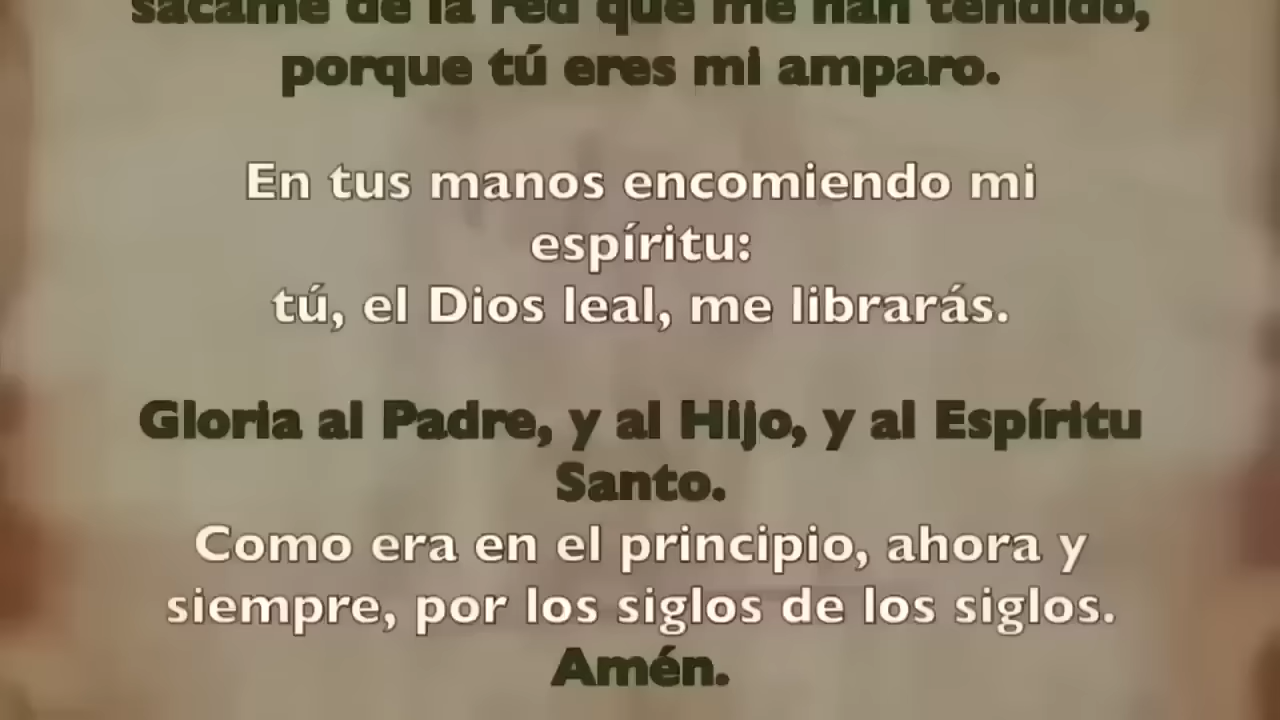 sácame de la red que me han tendido,
porque tú eres mi amparo.
En tus manos encomiendo mi
espíritu:
tú, el Dios leal, me librarás.
Gloria al Padre, y al Hijo, y al Espíritu
Santo.
Como era en el principio, ahora y
siempre, por los siglos de los siglos.
Amén.